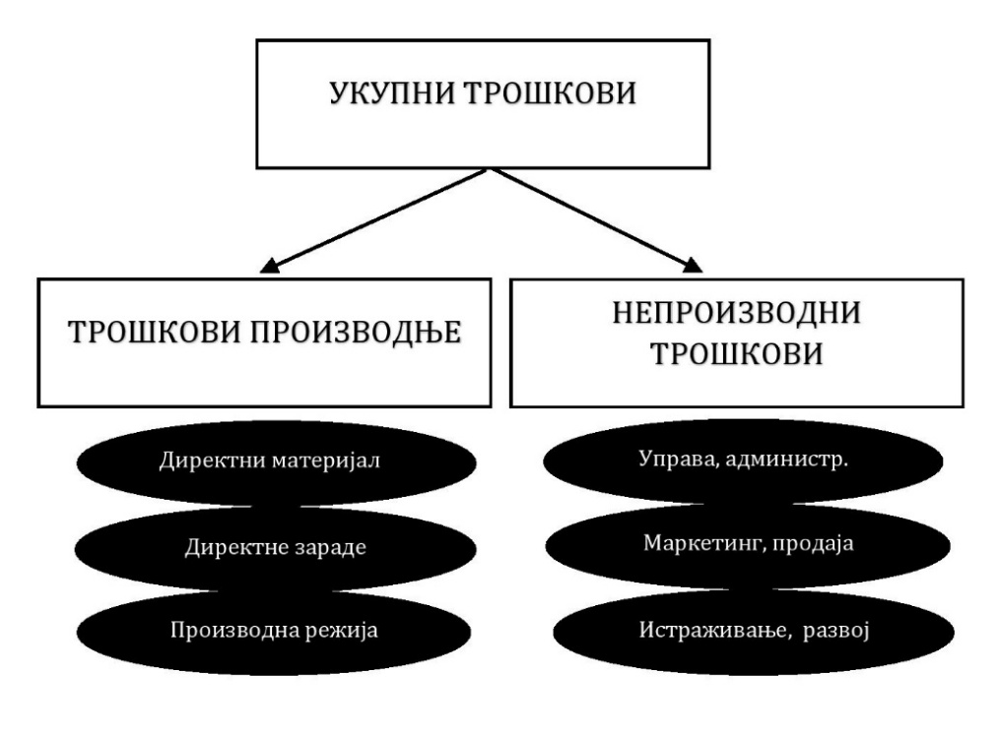 УКУПНИ ТРОШКОВИ
ТРОШКОВИ ПРОИЗВОДЊЕ
НЕПРОИЗВОДНИ
ТРОШКОВИ
Директни материјал
Директне зараде
Производна режија
Управа, администр.
Маркетинг, продаја
Истраживање, развој